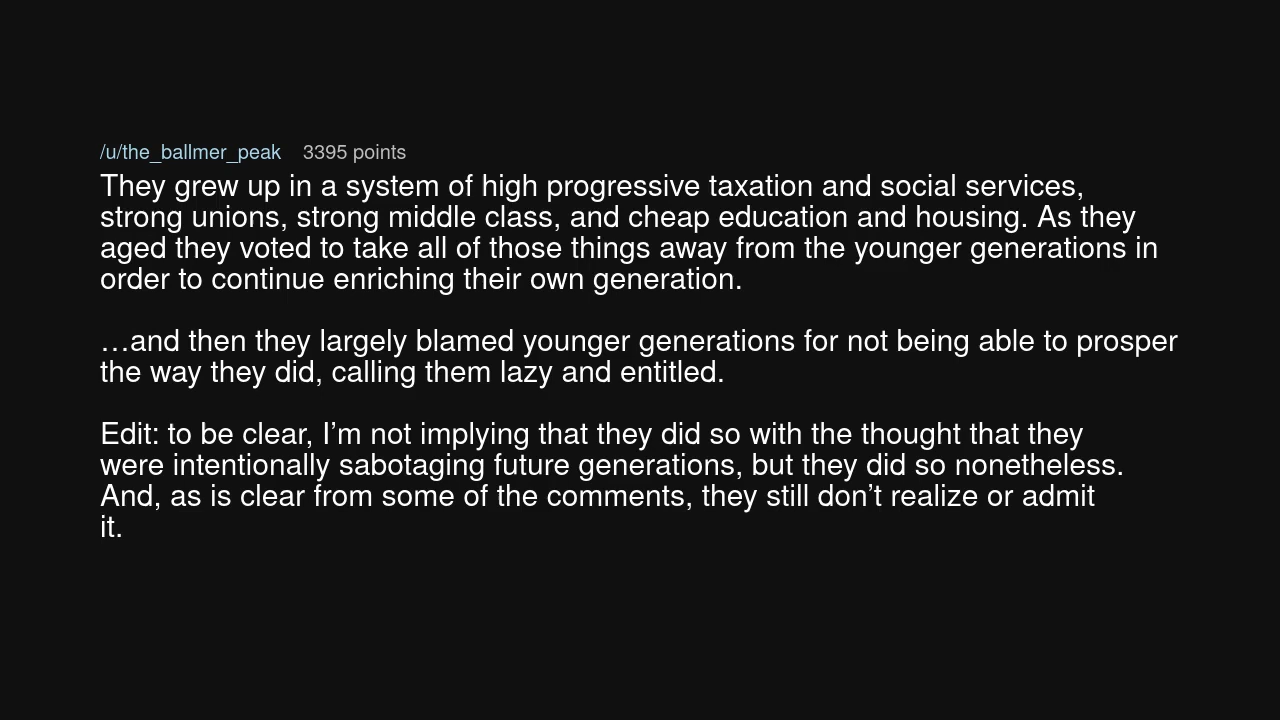 /u/the_ballmer_peak 3395 points
They grew up in a system of high progressive taxation and social services,
strong unions, strong middle class, and cheap education and housing. As they
aged they voted to take all of those things away from the younger generations in
order to continue enriching their own generation.
…and then they largely blamed younger generations for not being able to prosper
the way they did, calling them lazy and entitled.
Edit: to be clear, I’m not implying that they did so with the thought that they
were intentionally sabotaging future generations, but they did so nonetheless.
And, as is clear from some of the comments, they still don’t realize or admit
it.